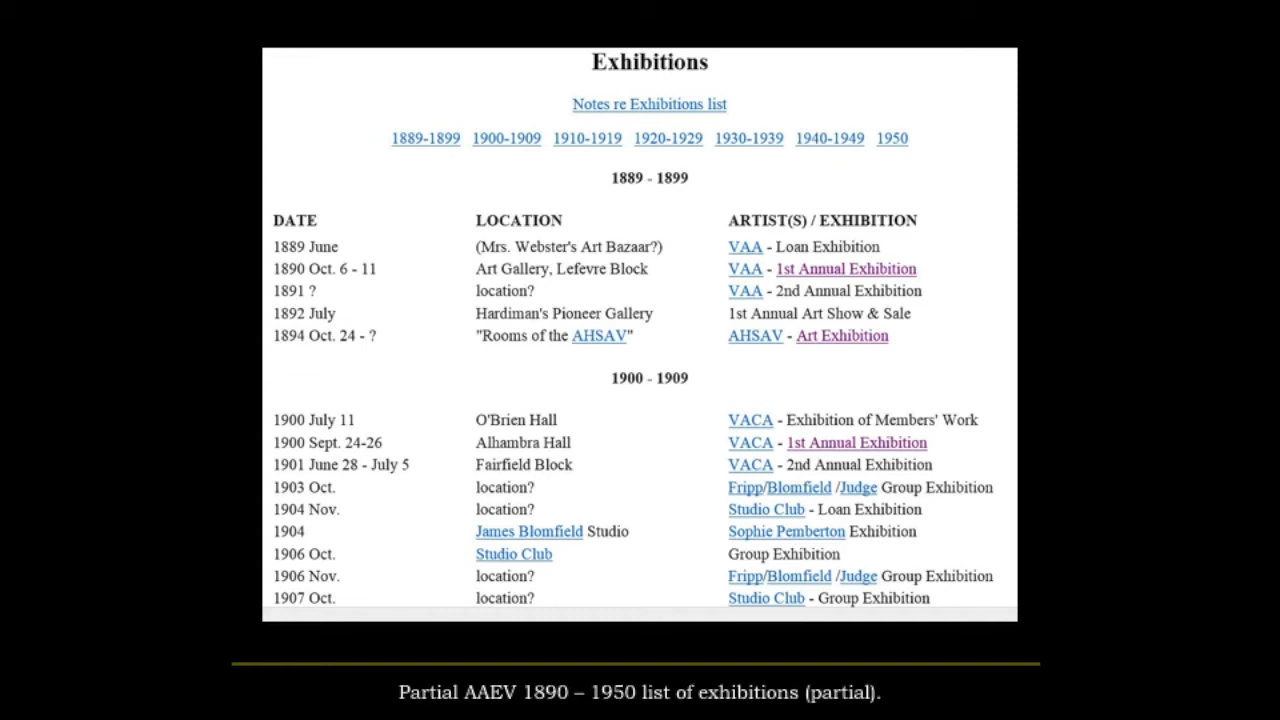 Exhibitions
Notes re Exhibitions list
1889-1899 1900-1909 1910-1919 1920-1929 1930-1939 1940-1949 1950
1889 - 1899
DATE LOCATION ARTIST(S) / EXHIBITION
1889 June (Mrs. Webster's Art Bazaar?) VAA - Loan Exhibition
1890 Oct. 6 - 11 Art Gallery, Lefevre Block VAA - 1st Annual Exhibition
1891 ? location? VAA - 2nd Annual Exhibition
1892 July Hardiman's Pioneer Gallery 1st Annual Art Show & Sale
1894 Oct. 24 - ? "Rooms of the AHSAV" AHSAV - Art Exhibition
1900 - 1909
1900 July 11 O'Brien Hall VACA - Exhibition of Members' Work
1900 Sept. 24-26 Alhambra Hall VACA - 1st Annual Exhibition
1901 June 28 - July 5 Fairfield Block VACA - 2nd Annual Exhibition
1903 Oct. location? Fripp/Blomfield /Judge Group Exhibition
1904 Nov. location? Studio Club - Loan Exhibition
1904 James Blomfield Studio Sophie Pemberton Exhibition
1906 Oct. Studio Club Group Exhibition
1906 Nov. location? Fripp/Blomfield /Judge Group Exhibition
1907 Oct. location? Studio Club - Group Exhibition
Partial AAEV 1890 – 1950 list of exhibitions (partial).